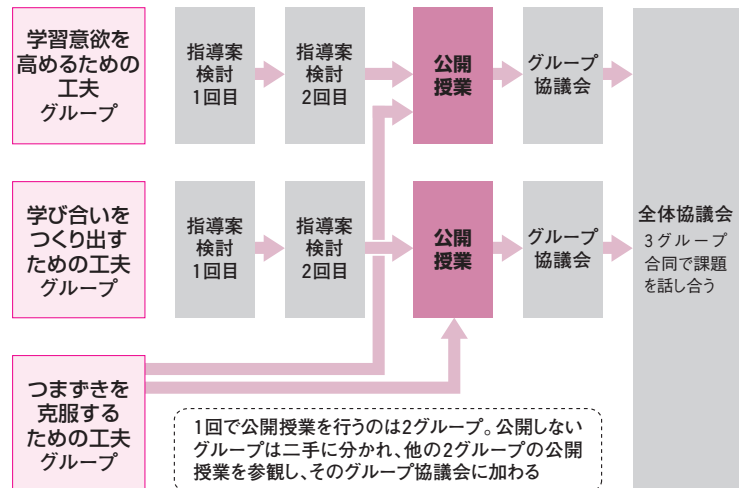 学習意欲を
高めるための
工夫
グループ
指導案
検討
1回目
指導案
検討
2回目
公開
授業
グループ
協議会
学び合いを
つくり出す
ための工夫
グループ
指導案
検討
1回目
指導案
検討
2回目
公開
授業
グループ
協議会
全体協議会
3グループ
合同で課題
を話し合う
つまずきを
克服する
ための工夫
グループ
1回で公開授業を行うのは2グループ。公開しない
グループは二手に分かれ、他の2グループの公開
授業を参観し、そのグループ協議会に加わる